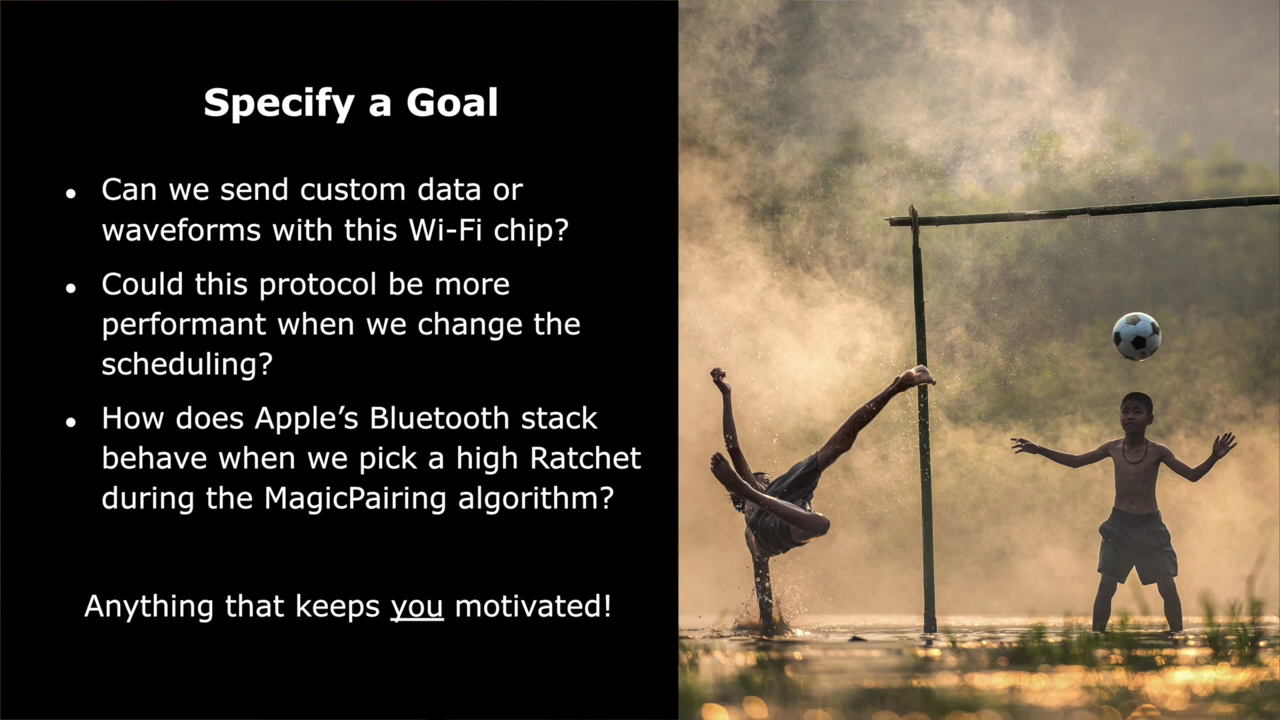 Specify a Goal
• Can we send custom data or
waveforms with this Wi-Fi chip?
• Could this protocol be more
performant when we change the
scheduling?
• How does Apple’s Bluetooth stack
behave when we pick a high Ratchet
during the MagicPairing algorithm?
Anything that keeps you motivated!